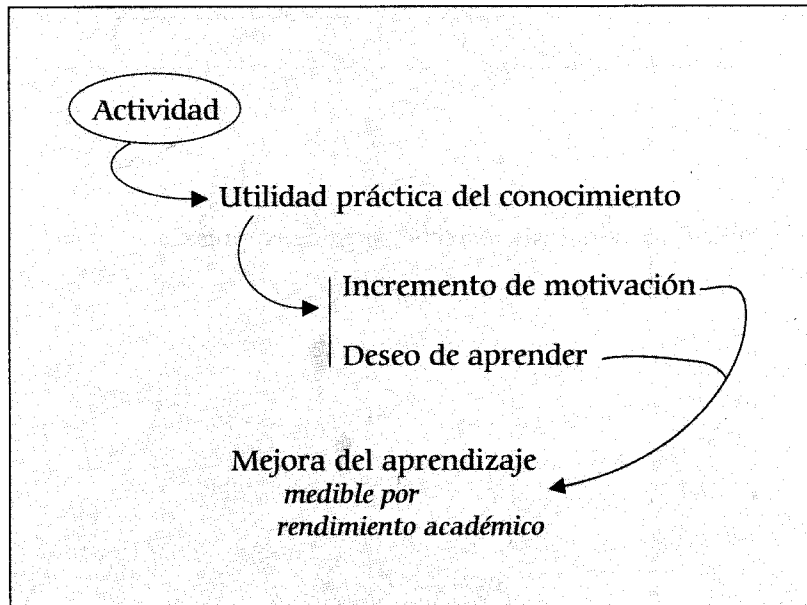 Actividad
Utilidad práctica del conocimiento
Incremento de motivación
Deseo de aprender
Mejora del aprendizaje
medible por
rendimiento académico